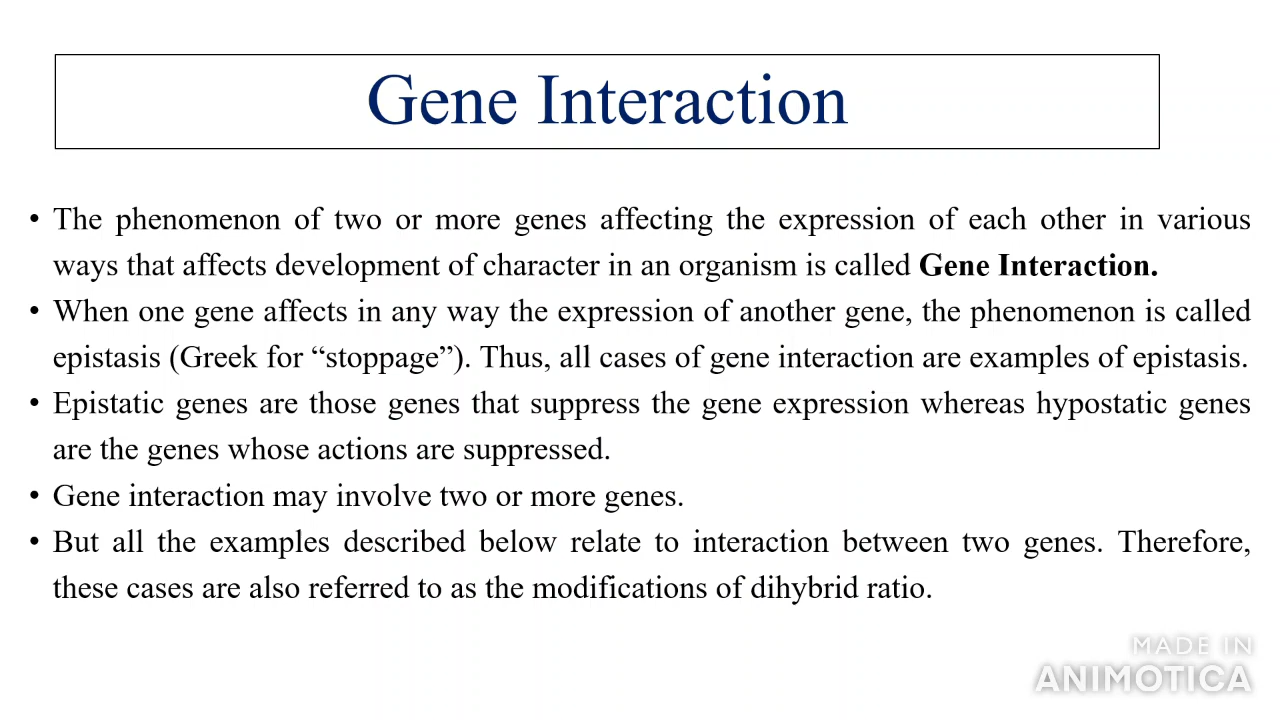 Gene Interaction
• The phenomenon of two or more genes affecting the expression of each other in various
ways that affects development of character in an organism is called Gene Interaction.
• When one gene affects in any way the expression of another gene, the phenomenon is called
epistasis (Greek for “stoppage”). Thus, all cases of gene interaction are examples of epistasis.
• Epistatic genes are those genes that suppress the gene expression whereas hypostatic genes
are the genes whose actions are suppressed.
• Gene interaction may involve two or more genes.
• But all the examples described below relate to interaction between two genes. Therefore,
these cases are also referred to as the modifications of dihybrid ratio.
MADE IN
ANIMOTICA